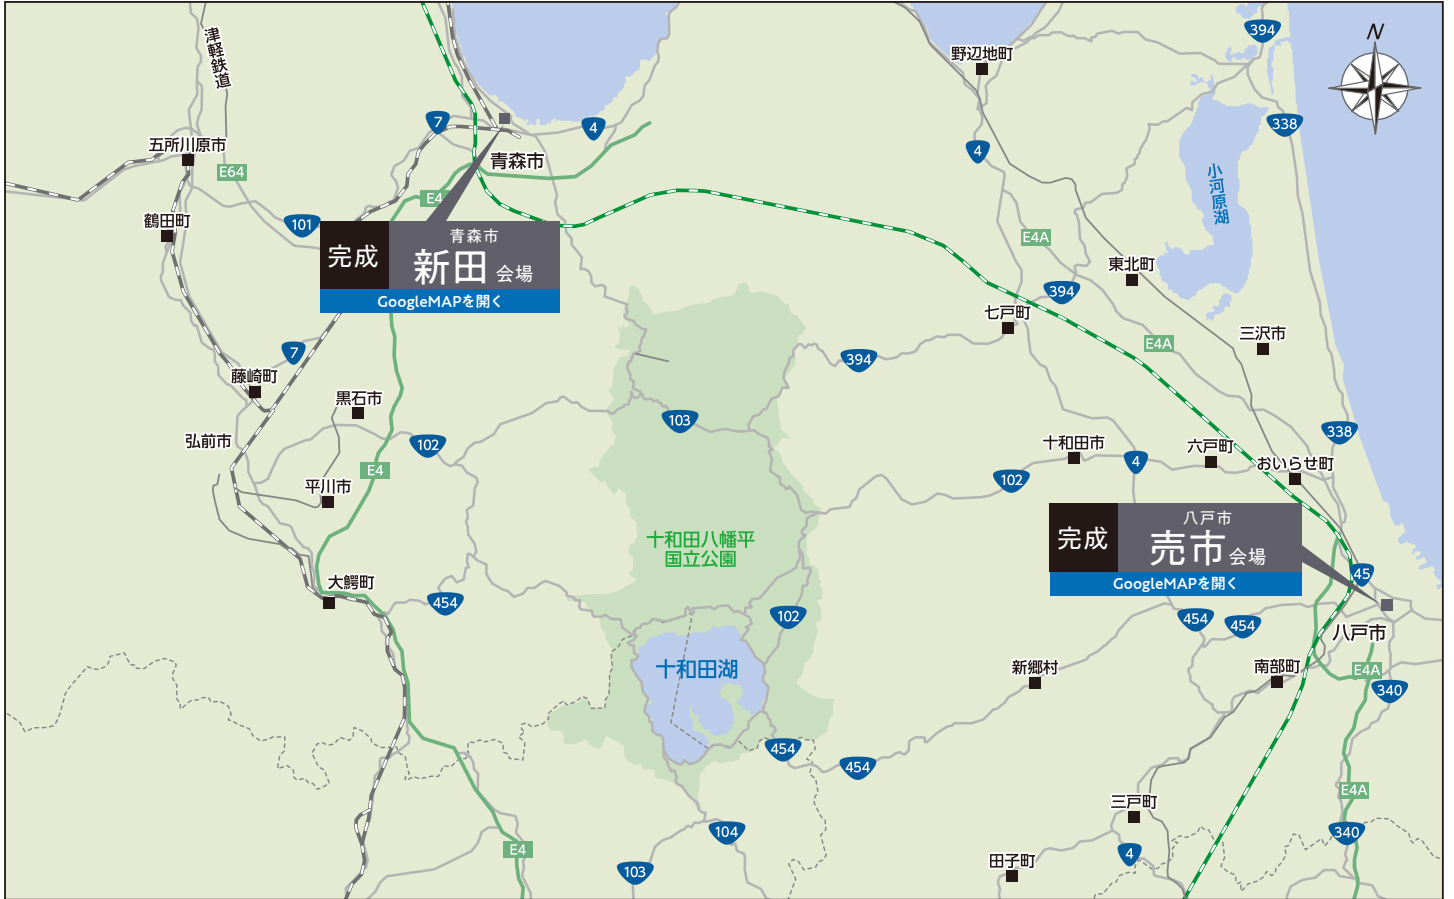 津軽鉄道
394
N
野辺地町
7
4
338
五所川原市
青森市
4
E64
小河原湖
E4
鶴田町
101
E4A
完成
青森市
新田会場
GoogleMAPを開く
東北町
394
七戸町
三沢市
E4A
7
394
藤崎町
黒石市
103
338
弘前市
102
十和田市
4
六戸町
おいらせ町
E4
102
平川市
完成
八戸市
売市会場
GoogleMAPを開く
十和田八幡平
国立公園
45
大鰐町
454
102
454
454
八戸市
十和田湖
新郷村
南部町
E4A
340
454
454
E4A
三戸町
104
340
E4
4
田子町
103